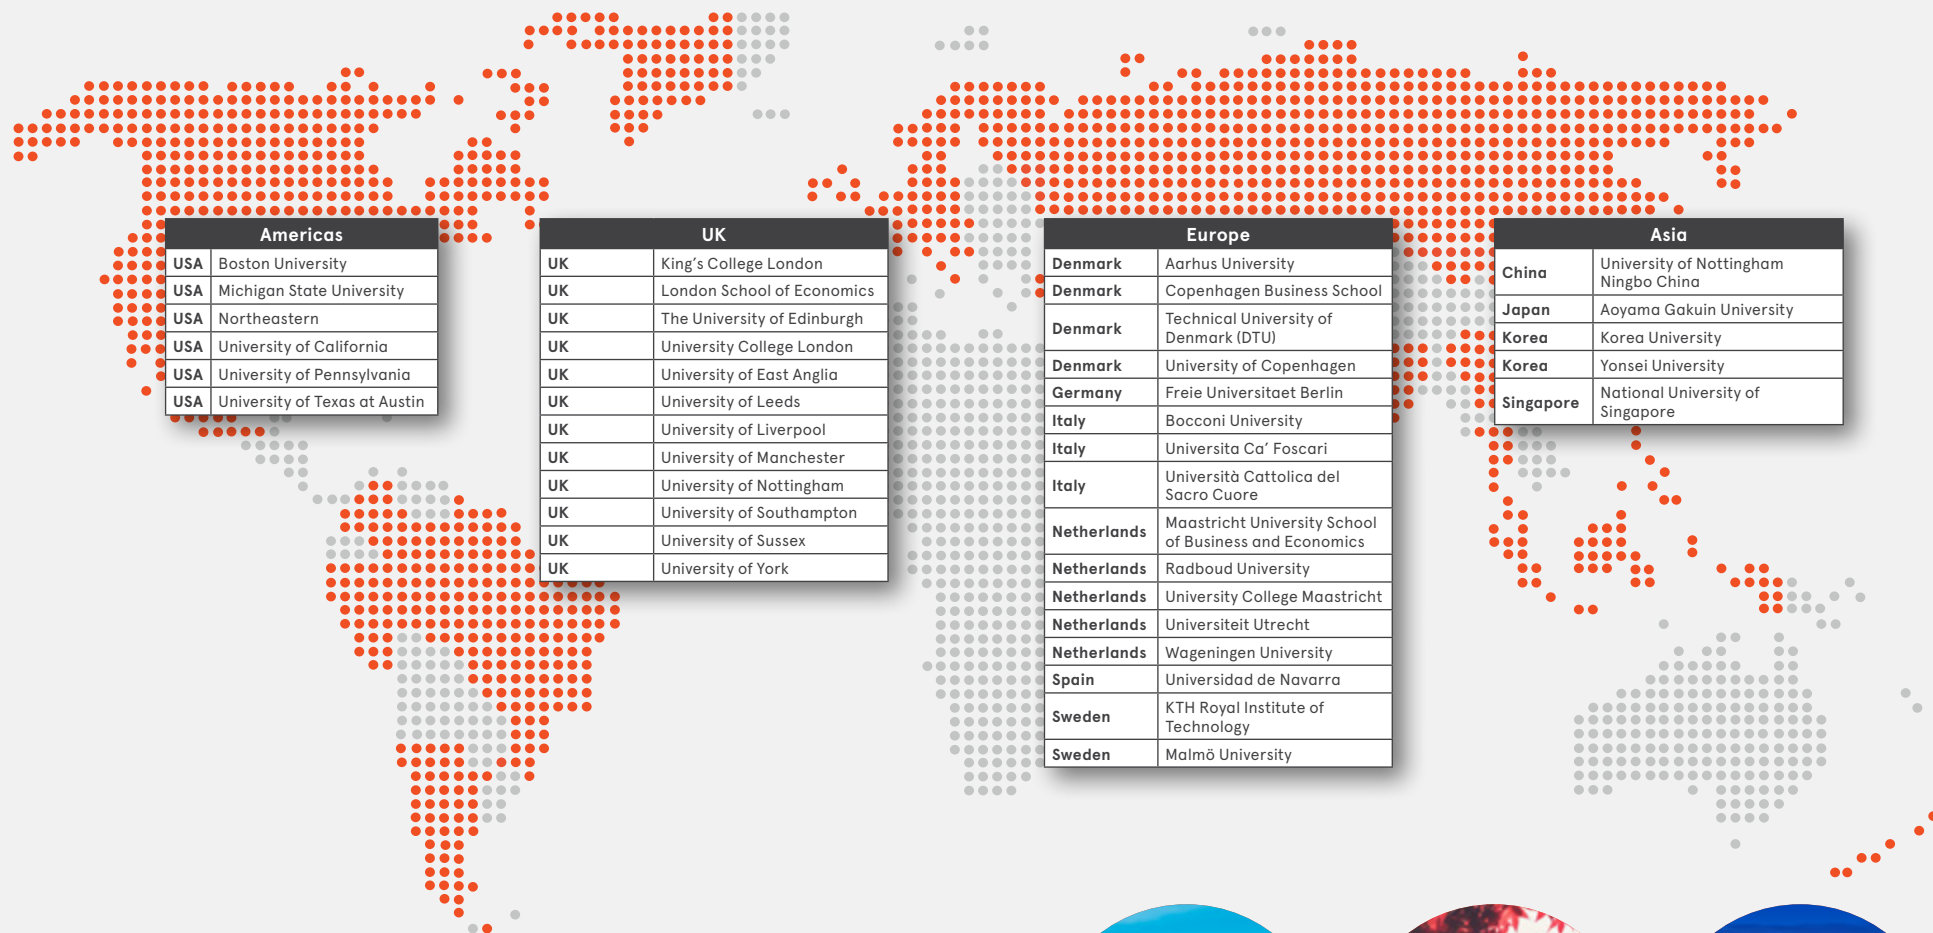 Americas
USA Boston University
USA Michigan State University
USA Northeastern
USA University of California
USA University of Pennsylvania
USA University of Texas at Austin
UK
UK King's College London
UK London School of Economics
UK The University of Edinburgh
UK University College London
UK University of East Anglia
UK University of Leeds
UK University of Liverpool
UK University of Manchester
UK University of Nottingham
UK University of Southampton
UK University of Sussex
UK University of York
Europe
Denmark Aarhus University
Denmark Copenhagen Business School
Denmark Technical University of
Denmark (DTU)
Denmark University of Copenhagen
Germany Freie Universitaet Berlin
Italy Bocconi University
Italy Universita Ca’ Foscari
Italy Università Cattolica del
Sacro Cuore
Netherlands Maastricht University School
of Business and Economics
Netherlands Radboud University
Netherlands University College Maastricht
Netherlands Universiteit Utrecht
Netherlands Wageningen University
Spain Universidad de Navarra
Sweden KTH Royal Institute of
Technology
Sweden Malmö University
Asia
China University of Nottingham
Ningbo China
Japan Aoyama Gakuin University
Korea Korea University
Korea Yonsei University
Singapore National University of
Singapore